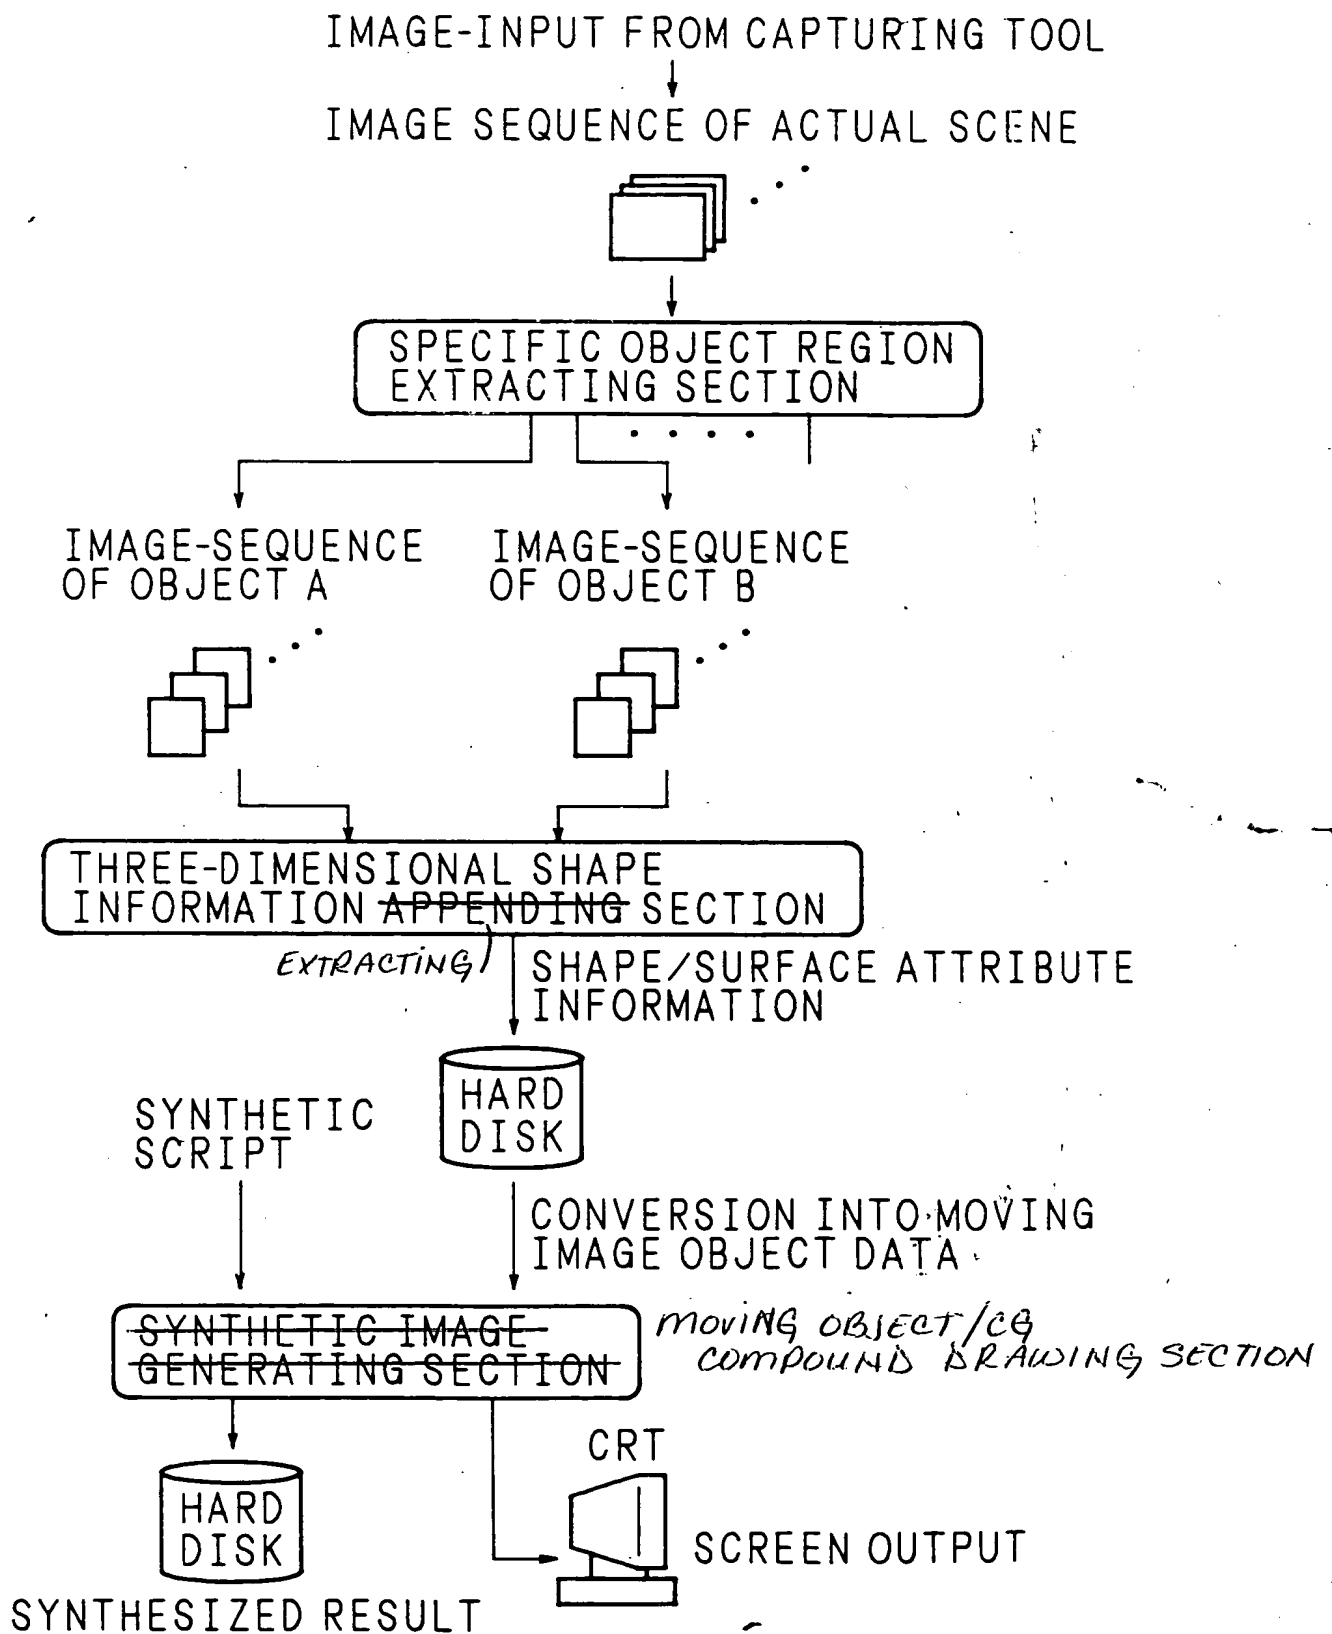 IMAGE-INPUT FROM CAPTURING TOOL
IMAGE SEQUENCE OF ACTUAL SCENE
SPECIFIC OBJECT REGION
EXTRACTING SECTION
IMAGE-SEQUENCE
OF OBJECT A
IMAGE-SEQUENCE
OF OBJECT B
THREE-DIMENSIONAL SHAPE
INFORMATION APPENDING SECTION
EXTRACTING
SHAPE/SURFACE ATTRIBUTE
INFORMATION
HARD
DISK
SYNTHETIC
SCRIPT
CONVERSION INTO MOVING
IMAGE OBJECT DATA
SYNTHETIC IMAGE
GENERATING SECTION
MOVING OBJECT/CG
COMPOUND DRAWING SECTION
HARD
DISK
SYNTHESIZED RESULT
CRT
SCREEN OUTPUT